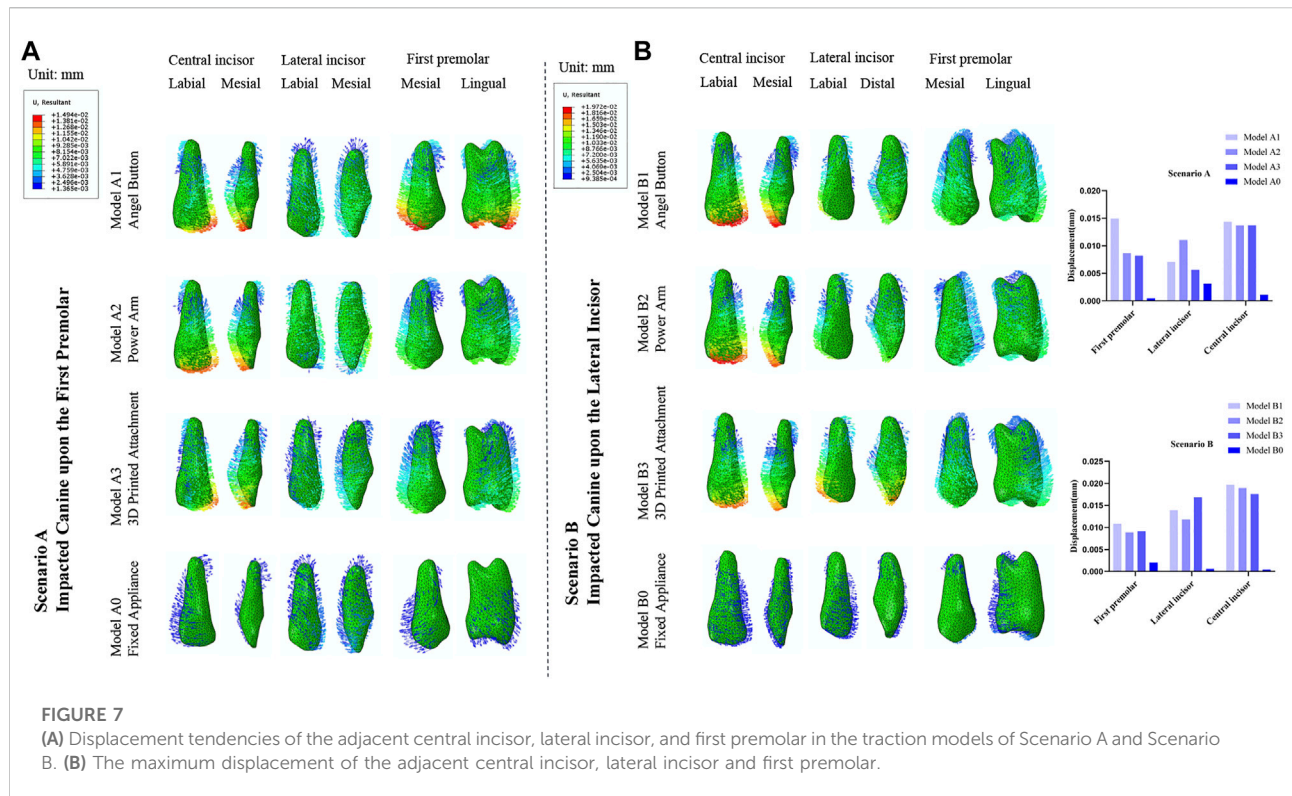 A
Unit: mm
U, Resultant
+1.494e-02
+1.381e-02
+1.268e-02
+1.155e-02
+1.042e-02
+9.285e-03
+8.154e-03
+7.022e-03
+5.891e-03
+4.759e-03
+3.628e-03
+2.496e-03
+1.365e-03
Central incisor
Lateral incisor
First premolar
Labial
Mesial
Labial
Mesial
Mesial
Lingual
Scenario A
Impacted Canine upon the First Premolar
Model A1
Angel Button
Model A2
Power Arm
Model A3
3D Printed Attachment
Model A0
Fixed Appliance
B
Unit: mm
U, Resultant
+1.972e-02
+1.816e-02
+1.659e-02
+1.503e-02
+1.346e-02
+1.190e-02
+1.033e-02
+8.766e-03
+7.200e-03
+5.635e-03
+4.069e-03
+2.504e-03
+9.385e-04
Central incisor
Lateral incisor
First premolar
Labial
Mesial
Labial
Distal
Mesial
Lingual
Scenario B
Impacted Canine upon the Lateral Incisor
Model B1
Angel Button
Model B2
Power Arm
Model B3
3D Printed Attachment
Model B0
Fixed Appliance
Model A1
Model A2
Model A3
Model A0
Scenario A
Displacement(mm)
0.020
0.015
0.010
0.005
0.000
First premolar
Lateral incisor
Central incisor
Model B1
Model B2
Model B3
Model B0
Scenario B
Displacement(mm)
0.025
0.020
0.015
0.010
0.005
0.000
First premolar
Lateral incisor
Central incisor
FIGURE 7
(A) Displacement tendencies of the adjacent central incisor, lateral incisor, and first premolar in the traction models of Scenario A and Scenario
B. (B) The maximum displacement of the adjacent central incisor, lateral incisor and first premolar.